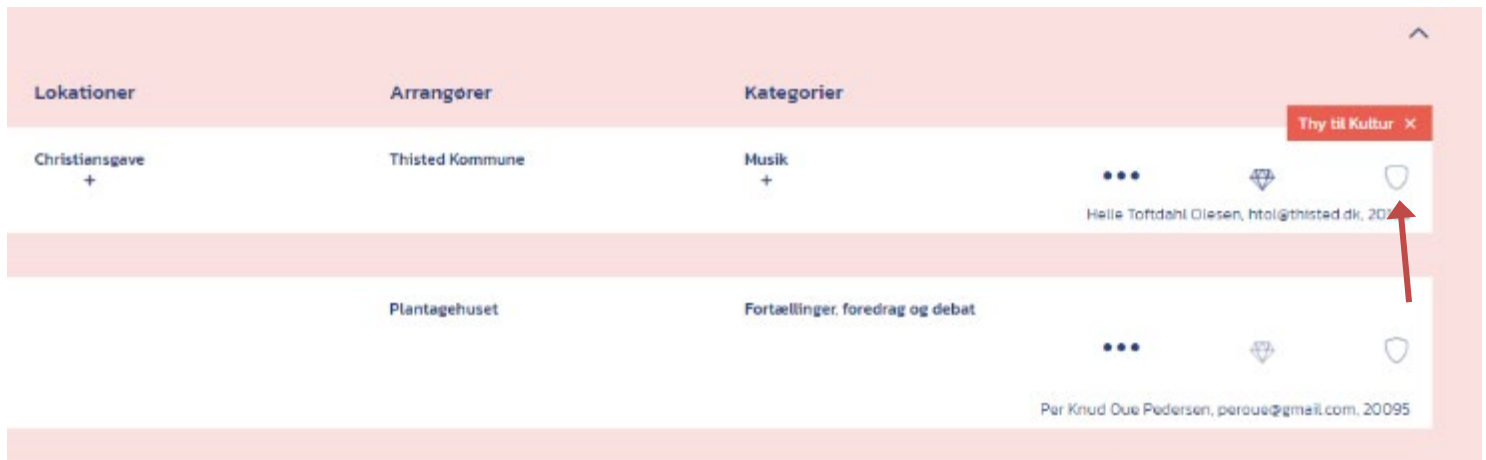 Lokationer Arrangører Kategorier
Thy til Kultur ×
Christiansgave Thisted Kommune Musik
+ +
Helle Toftdahl Olesen, htol@thisted.dk,
Plantagehuset Fortællinger, foredrag og debat
Per Knud Oue Pedersen, peroue@gmail.com, 20095